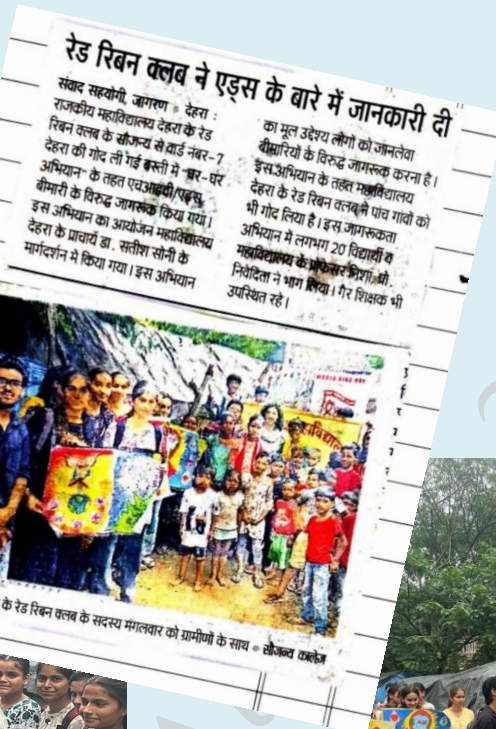 रेड रिबन क्लब ने एड्स के बारे में जानकारी दी
संवाद सहयोगी, जागरण ● देहरा :
राजकीय महाविद्यालय देहरा के रेड
रिबन क्लब के सौजन्य से वार्ड नंबर-7
देहरा की गोद ली गई बस्ती में "घर-घर
अभियान" के तहत एचआइवी/एड्स
बीमारी के विरुद्ध जागरूक किया गया।
इस अभियान का आयोजन महाविद्यालय
देहरा के प्राचार्य डा. सतीश सोनी के
मार्गदर्शन में किया गया। इस अभियान
का मूल उद्देश्य लोगों को जानलेवा
बीमारियों के विरुद्ध जागरूक करना है।
इस अभियान के तहत महाविद्यालय
देहरा के रेड रिबन क्लब ने पांच गांवों को
भी गोद लिया है। इस जागरूकता
अभियान में लगभग 20 विद्यार्थी व
महाविद्यालय के
निवेदिता ने भाग लिया। गैर शिक्षक भी
उपस्थित रहे।
के रेड रिबन क्लब के सदस्य मंगलवार को ग्रामीणों के साथ ● सौजन्य कालेज